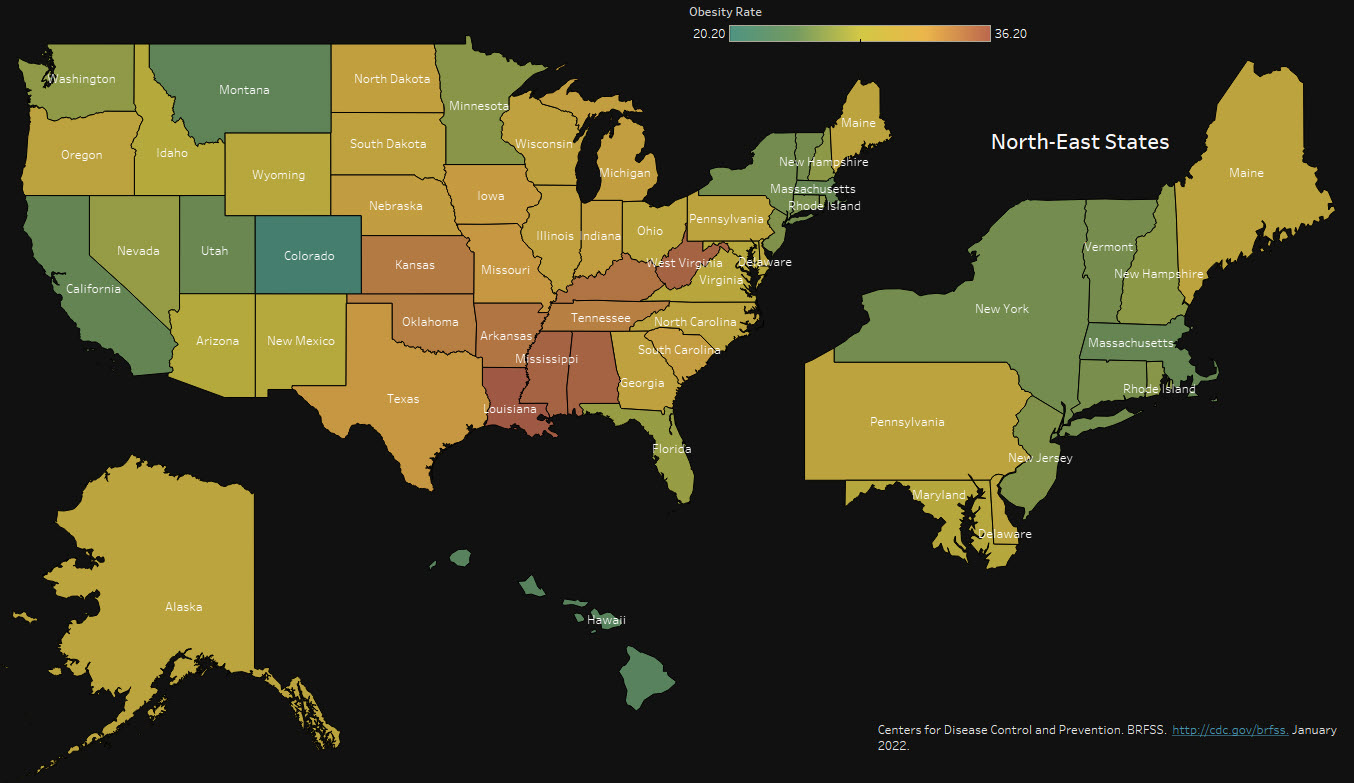 Obesity Rate
20.20 36.20
Washington
Montana
North Dakota
Minnesota
Oregon
Idaho
Wyoming
South Dakota
Wisconsin
Michigan
Maine
New Hampshire
Massachusetts
Rhode Island
Nebraska
Iowa
Nevada
Utah
Colorado
Kansas
Missouri
Illinois
Indiana
Ohio
Pennsylvania
West Virginia
Delaware
Virginia
California
Arizona
New Mexico
Oklahoma
Arkansas
Tennessee
North Carolina
South Carolina
Mississippi
Georgia
Texas
Louisiana
Florida
Alaska
Hawaii
North-East States
Maine
Vermont
New Hampshire
New York
Massachusetts
Rhode Island
Pennsylvania
New Jersey
Maryland
Delaware
Centers for Disease Control and Prevention. BRFSS. http://cdc.gov/brfss. January
2022.